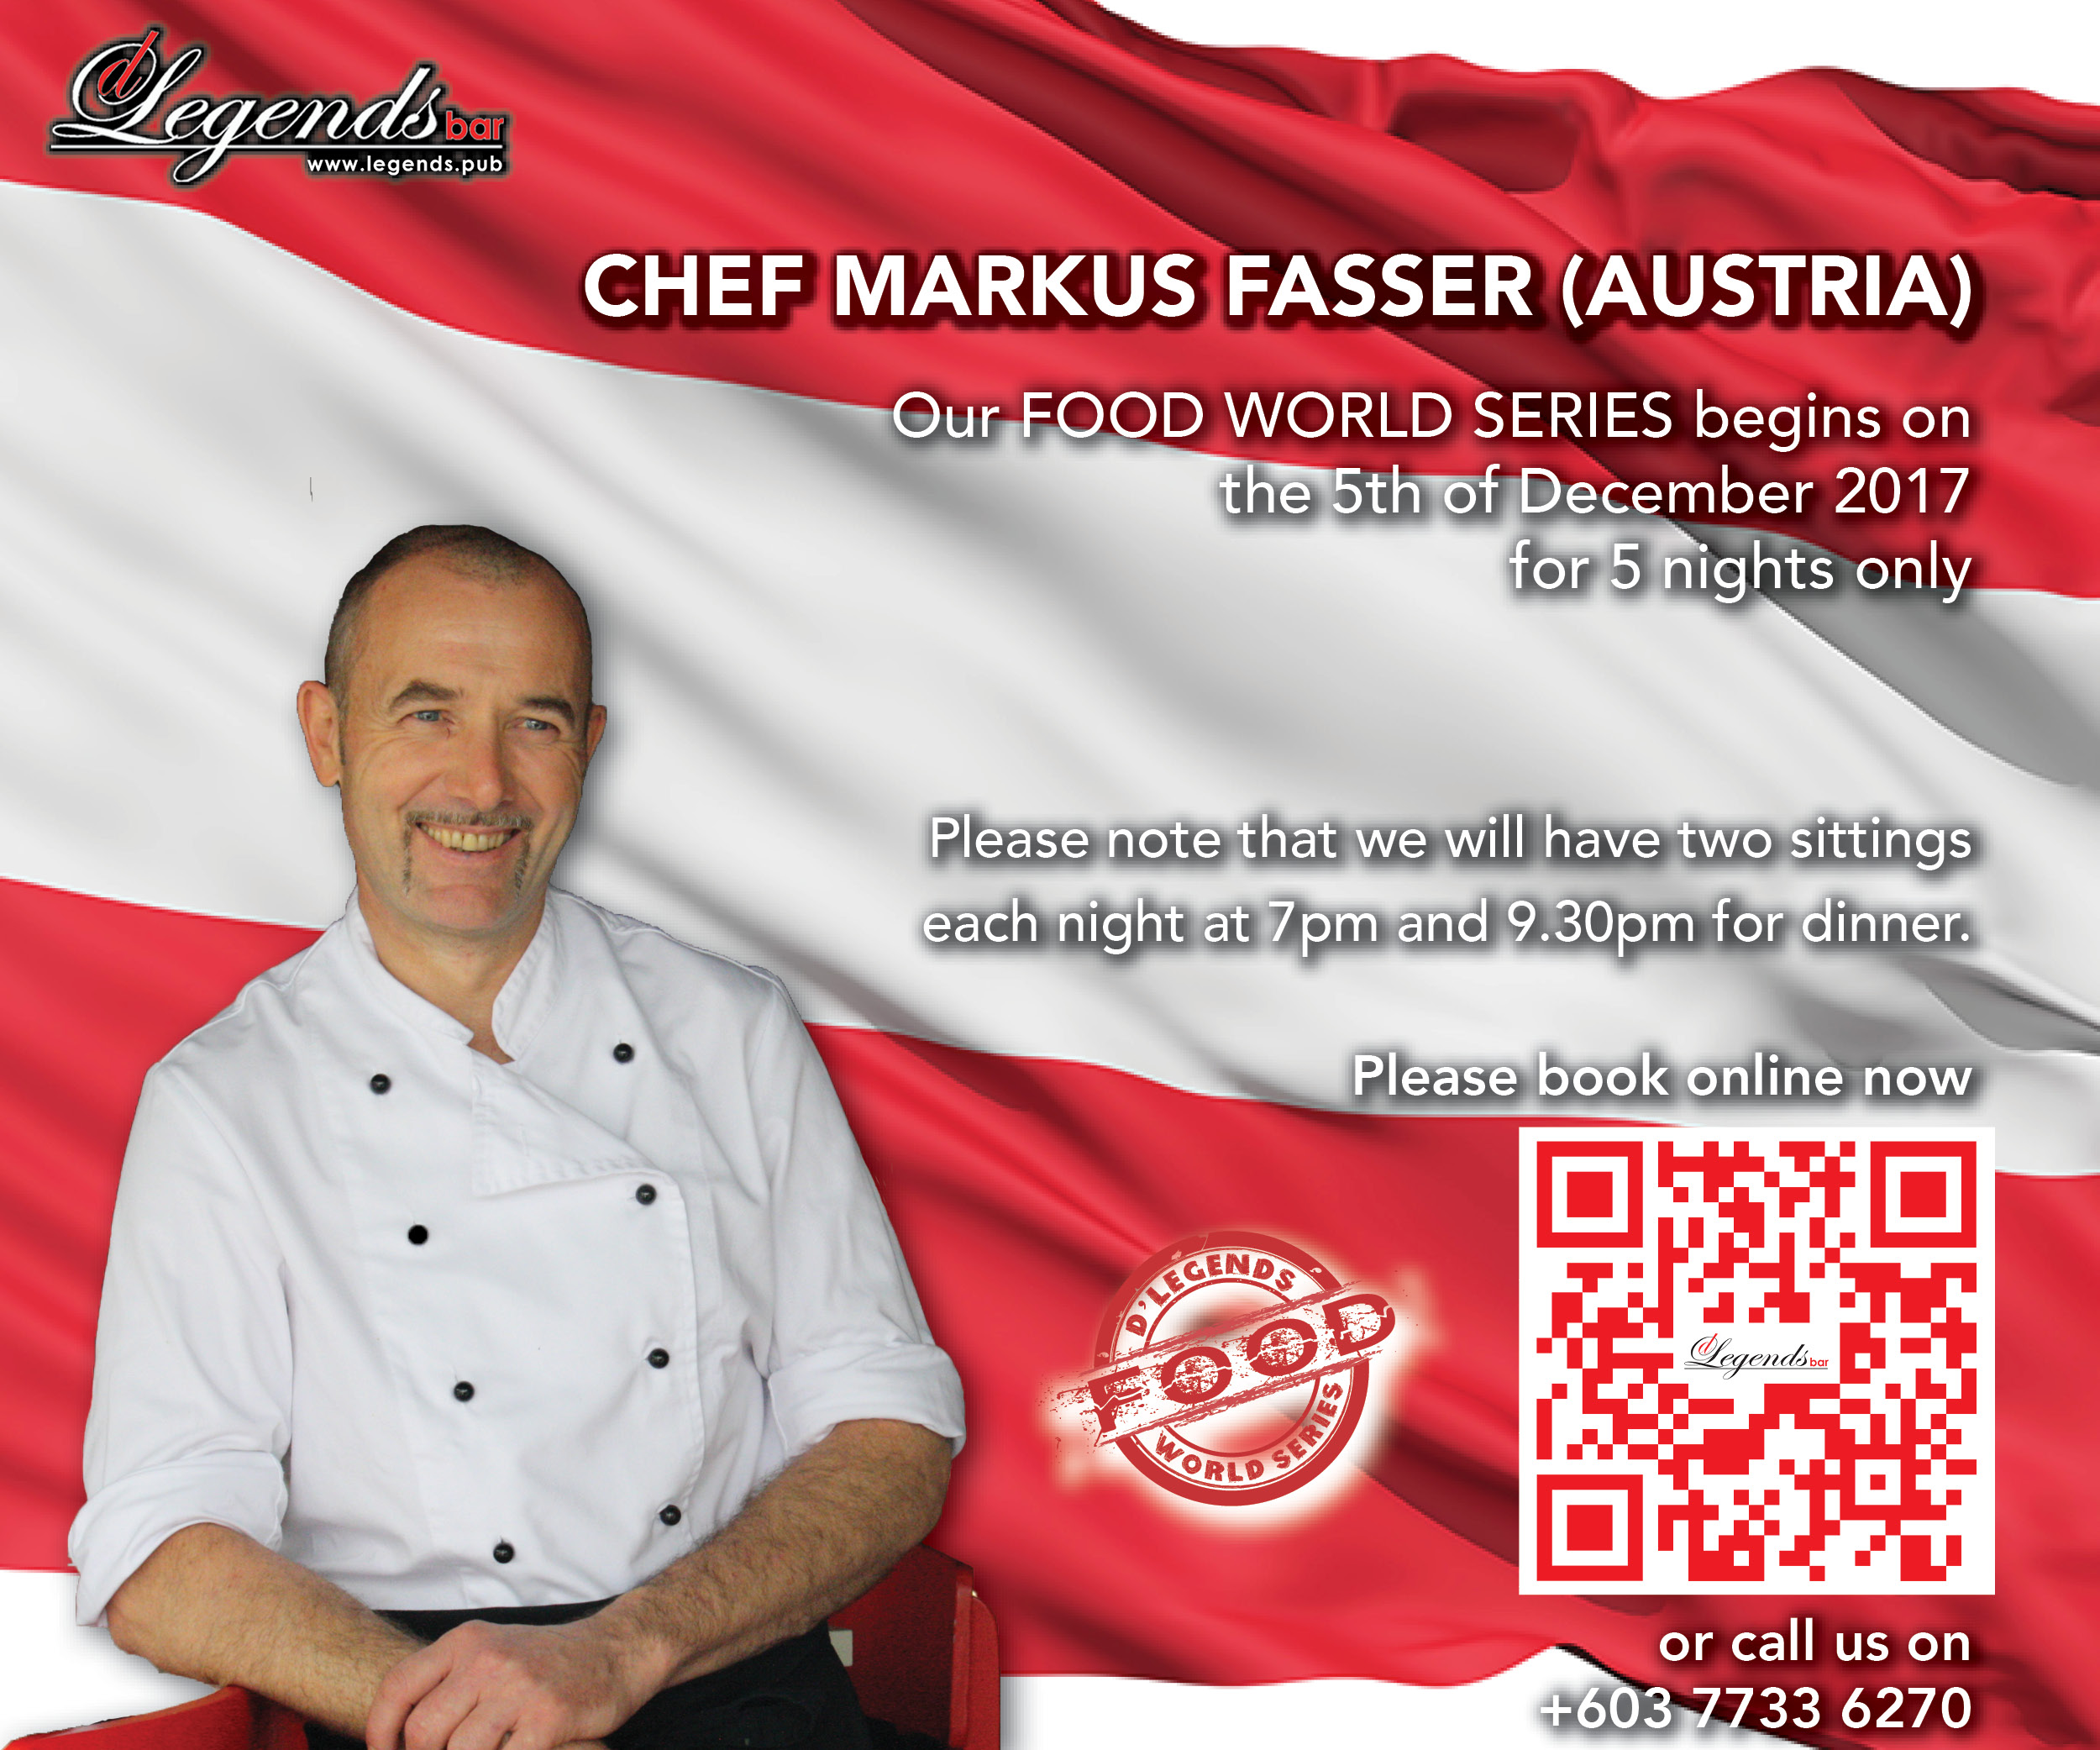 d'Legends bar
www.legends.pub
CHEF MARKUS FASSER (AUSTRIA)
Our FOOD WORLD SERIES begins on
the 5th of December 2017
for 5 nights only
Please note that we will have two sittings
each night at 7pm and 9.30pm for dinner.
Please book online now
D'LEGENDS
FOOD
WORLD SERIES
d'Legends bar
or call us on
+603 7733 6270